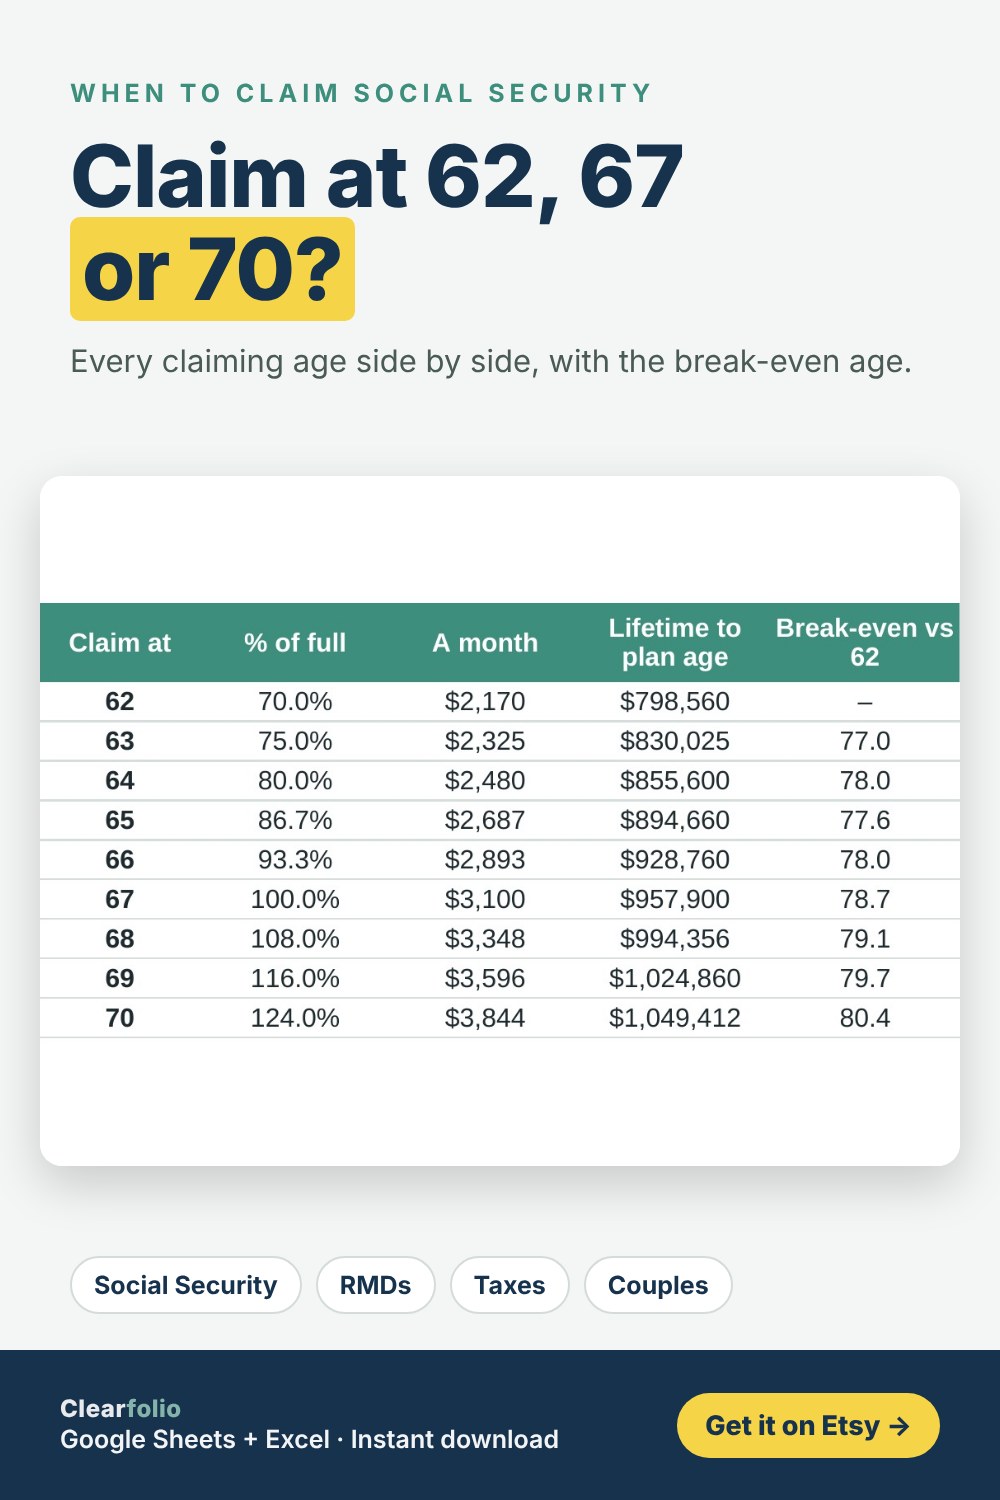 WHEN TO CLAIM SOCIAL SECURITY
Claim at 62, 67
or 70?
Every claiming age side by side, with the break-even age.
Claim at % of full A month Lifetime to plan age Break-even vs 62
62 70.0% $2,170 $798,560 –
63 75.0% $2,325 $830,025 77.0
64 80.0% $2,480 $855,600 78.0
65 86.7% $2,687 $894,660 77.6
66 93.3% $2,893 $928,760 78.0
67 100.0% $3,100 $957,900 78.7
68 108.0% $3,348 $994,356 79.1
69 116.0% $3,596 $1,024,860 79.7
70 124.0% $3,844 $1,049,412 80.4
Social Security RMDs Taxes Couples
Clearfolio
Google Sheets + Excel · Instant download
Get it on Etsy →